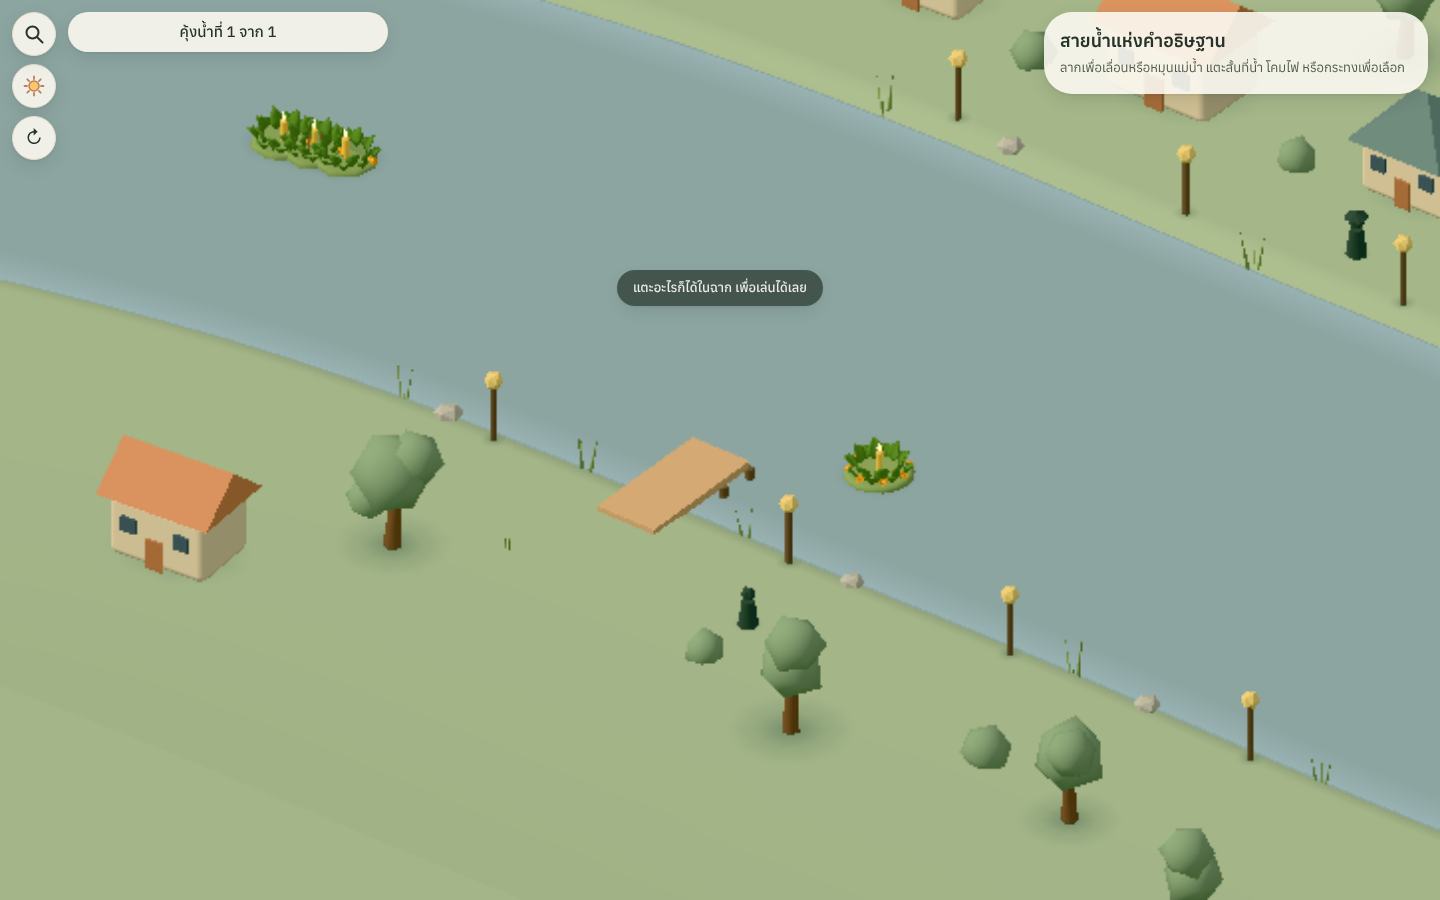 คุ้งน้ำที่ 1 จาก 1
สายน้ำแห่งคำอธิษฐาน
ลากเพื่อเลื่อนหรือหมุนแม่น้ำ แตะสั้นที่น้ำ โคมไฟ หรือกระทงเพื่อเลือก
แตะอะไรก็ได้ในฉาก เพื่อเล่นได้เลย